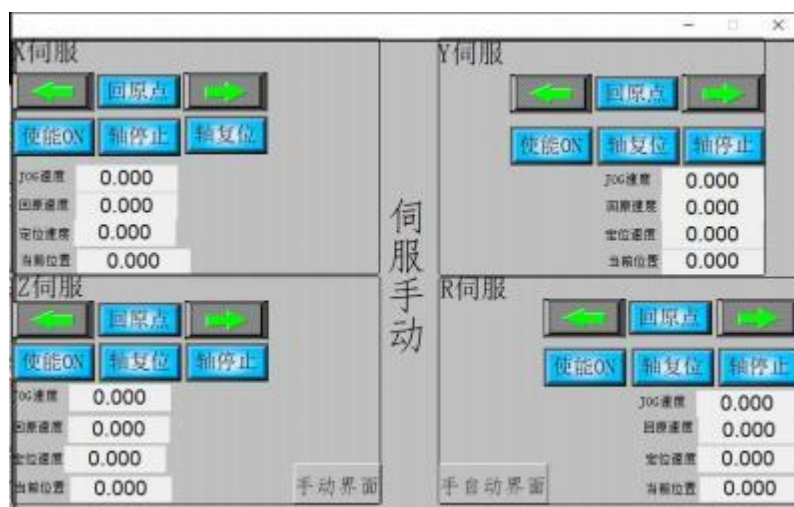 X伺服
回原点
使能ON 轴停止 轴复位
JOG速度 0.000
回原速度 0.000
定位速度 0.000
当前位置 0.000
Y伺服
回原点
使能ON 轴复位 轴停止
JOG速度 0.000
回原速度 0.000
定位速度 0.000
当前位置 0.000
伺服手动
Z伺服
回原点
使能ON 轴复位 轴停止
JOG速度 0.000
回原速度 0.000
定位速度 0.000
当前位置 0.000
手动界面
R伺服
回原点
使能ON 轴复位 轴停止
JOG速度 0.000
回原速度 0.000
定位速度 0.000
当前位置 0.000
手自动界面